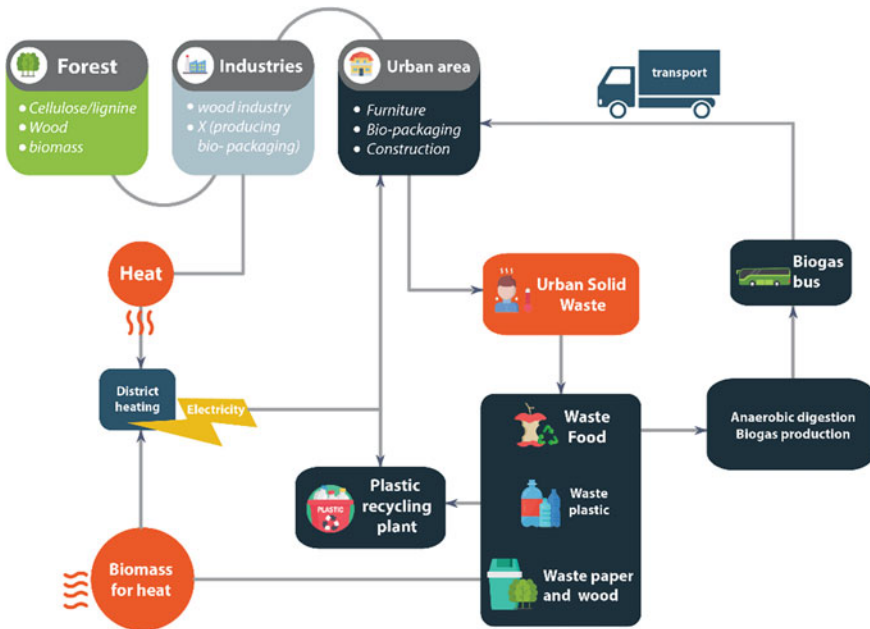 Forest
Cellulose/lignine
Wood
biomass
Industries
wood industry
X (producing
bio- packaging)
Urban area
Furniture
Bio-packaging
Construction
transport
Heat
Urban Solid
Waste
Biogas
bus
District
heating
Electricity
Waste
Food
Anaerobic digestion
Biogas production
Plastic
recycling
plant
PLASTIC
Waste
plastic
Biomass
for heat
Waste paper
and wood